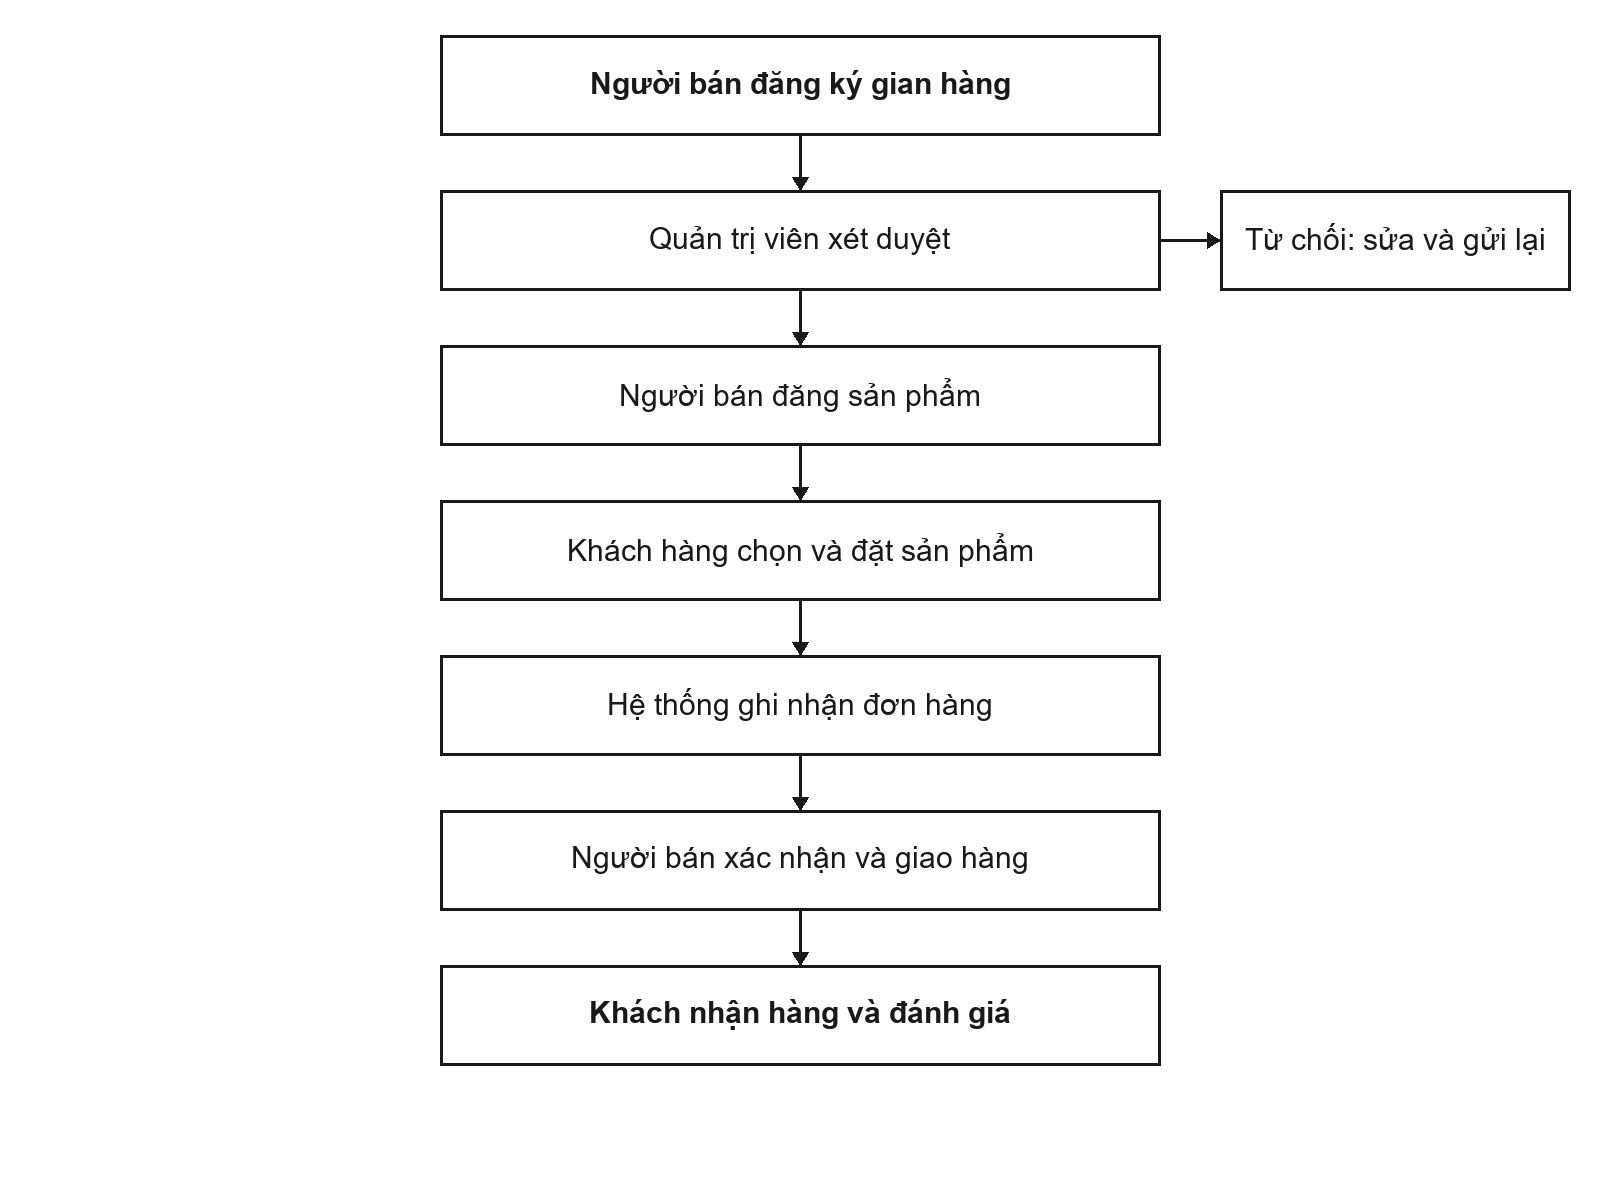 Người bán đăng ký gian hàng
Quản trị viên xét duyệt
Từ chối: sửa và gửi lại
Người bán đăng sản phẩm
Khách hàng chọn và đặt sản phẩm
Hệ thống ghi nhận đơn hàng
Người bán xác nhận và giao hàng
Khách nhận hàng và đánh giá